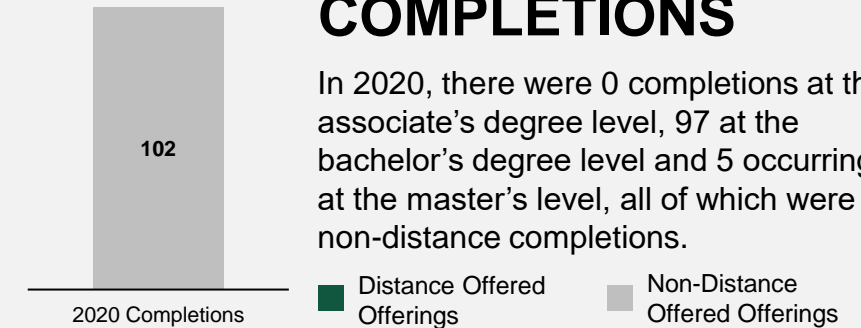 COMPLETIONS
In 2020, there were 0 completions at
associate’s degree level, 97 at the
bachelor’s degree level and 5 occurring
at the master’s level, all of which were
non-distance completions.
102
2020 Completions
Distance Offered
Offerings
Non-Distance
Offered Offerings